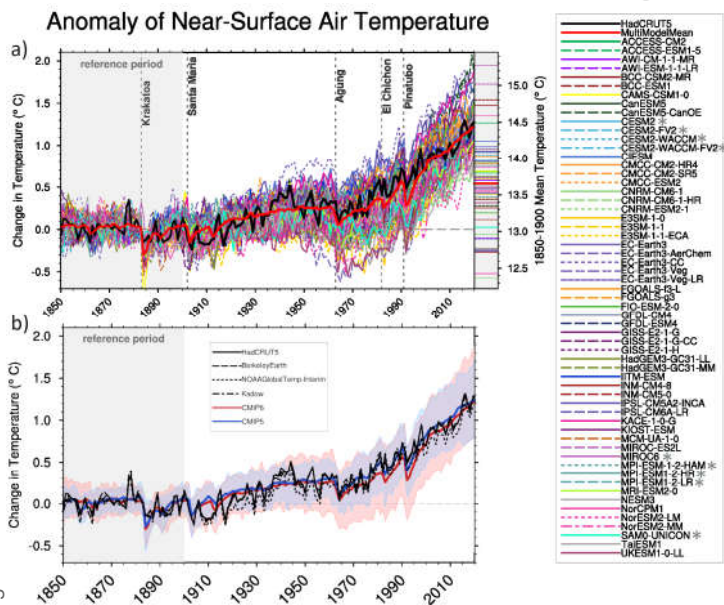 Anomaly of Near-Surface Air Temperature
a)
reference period
Krakatoa
Santa Maria
Agung
El Chichon
Pinatubo
Change in Temperature (° C)
2.0
1.5
1.0
0.5
0.0
-0.5
1850-1900 Mean Temperature (° C)
15.0
14.5
14.0
13.5
13.0
12.5
1850
1870
1890
1910
1930
1950
1970
1990
2010
b)
reference period
HadCRUT5
BerkeleyEarth
NOAAGlobalTemp-Interim
Kadow
CMIP6
CMIP5
Change in Temperature (° C)
2.0
1.5
1.0
0.5
0.0
-0.5
1850
1870
1890
1910
1930
1950
1970
1990
2010
HadCRUT5
MultiModelMean
ACCESS-CM2
ACCESS-ESM1-5
AWI-CM-1-1-MR
AWI-ESM-1-1-LR
BCC-CSM2-MR
BCC-ESM1
CAMS-CSM1-0
CanESM5
CanESM5-CanOE
CESM2 *
CESM2-FV2 *
CESM2-WACCM *
CESM2-WACCM-FV2 *
CIESM
CMCC-CM2-HR4
CMCC-CM2-SR5
CMCC-ESM2
CNRM-CM6-1
CNRM-CM6-1-HR
CNRM-ESM2-1
E3SM-1-0
E3SM-1-1
E3SM-1-1-ECA
EC-Earth3
EC-Earth3-AerChem
EC-Earth3-CC
EC-Earth3-Veg
EC-Earth3-Veg-LR
FGOALS-f3-L
FGOALS-g3
FIO-ESM-2-0
GFDL-CM4
GFDL-ESM4
GISS-E2-1-G
GISS-E2-1-G-CC
GISS-E2-1-H
HadGEM3-GC31-LL
HadGEM3-GC31-MM
IITM-ESM
INM-CM4-8
INM-CM5-0
IPSL-CM5A2-INCA
IPSL-CM6A-LR
KACE-1-0-G
KIOST-ESM
MCM-UA-1-0
MIROC-ES2L
MIROC6 *
MPI-ESM-1-2-HAM *
MPI-ESM1-2-HR *
MPI-ESM1-2-LR *
MRI-ESM2-0
NESM3
NorCPM1
NorESM2-LM
NorESM2-MM
SAM0-UNICON *
TaiESM1
UKESM1-0-LL